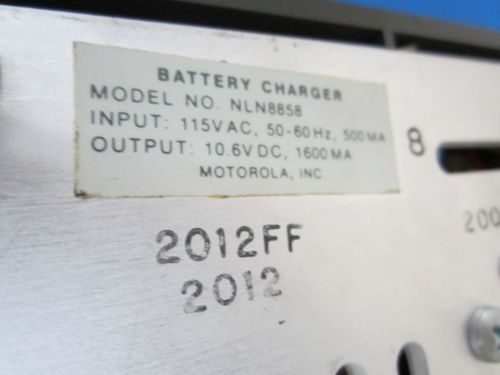 BATTERY CHARGER
MODEL NO. NLN8858
INPUT: 115VAC, 50-60Hz, 500MA
OUTPUT: 10.6VDC, 1600MA
MOTOROLA, INC
8
200
2012FF
2012